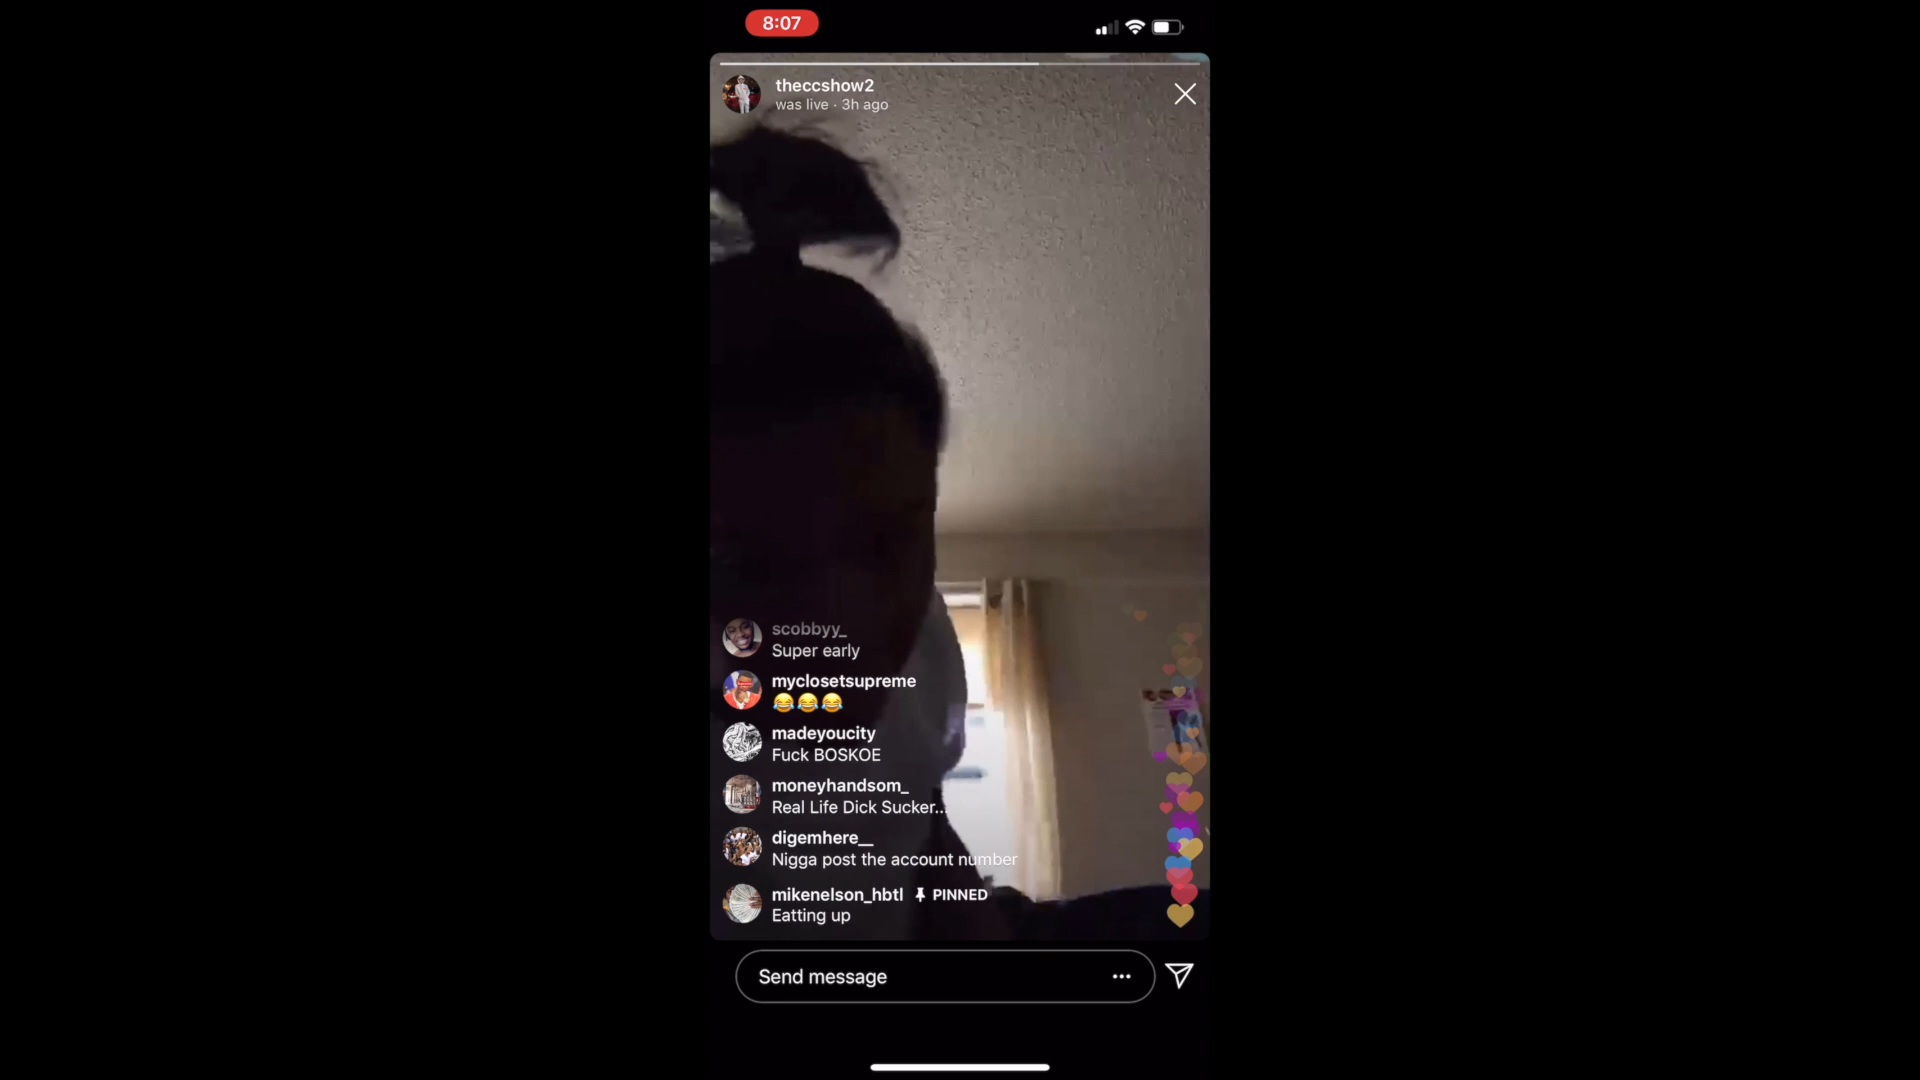 8:07
theccshow2
was live · 3h ago
scobbyy_
Super early
myclosetsupreme
😂😂😂
madeyoucity
Fuck BOSKOE
moneyhandsom_
Real Life Dick Sucker...
digemhere__
Nigga post the account number
mikenelson_hbtl PINNED
Eatting up
Send message